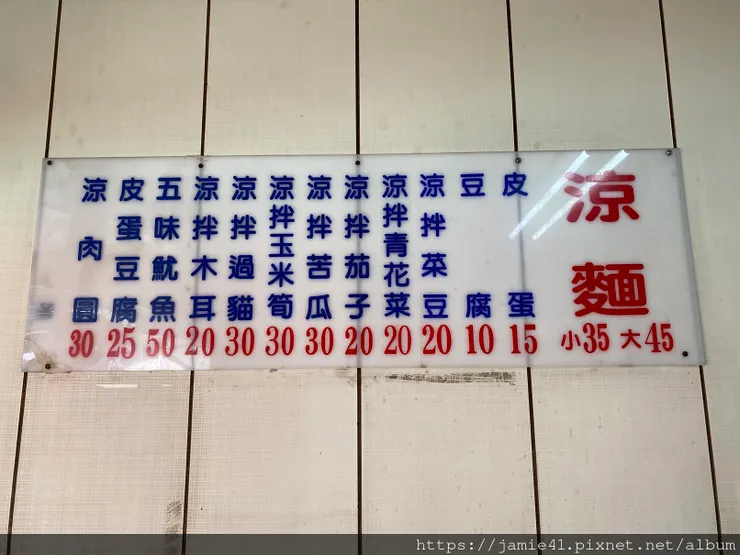 涼麵
小35 大45
皮蛋
15
豆腐
10
涼拌菜豆
20
涼拌青花菜
20
涼拌茄子
20
涼拌苦瓜
30
涼拌玉米筍
30
涼拌過貓
30
涼拌木耳
20
五味魷魚
50
皮蛋豆腐
25
涼肉圓
30
https://jamie41.pixnet.net/album